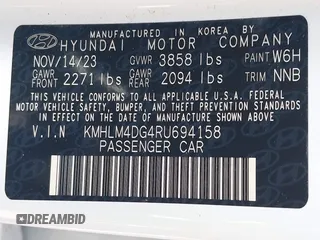 MANUFACTURED IN KOREA BY
HYUNDAI MOTOR COMPANY
NOV/14/23 GVWR 3858 lbs PAINT W6H
GAWR FRONT 2271 lbs GAWR REAR 2094 lbs TRIM NNB
THIS VEHICLE CONFORMS TO ALL APPLICABLE FEDERAL MOTOR
VEHICLE SAFETY, BUMPER, AND THEFT PREVENTION STANDARDS
IN EFFECT ON THE DATE OF MANUFACTURE SHOWN ABOVE.
V.I.N KMHLM4DG4RU694158
PASSENGER CAR
DREAMBID